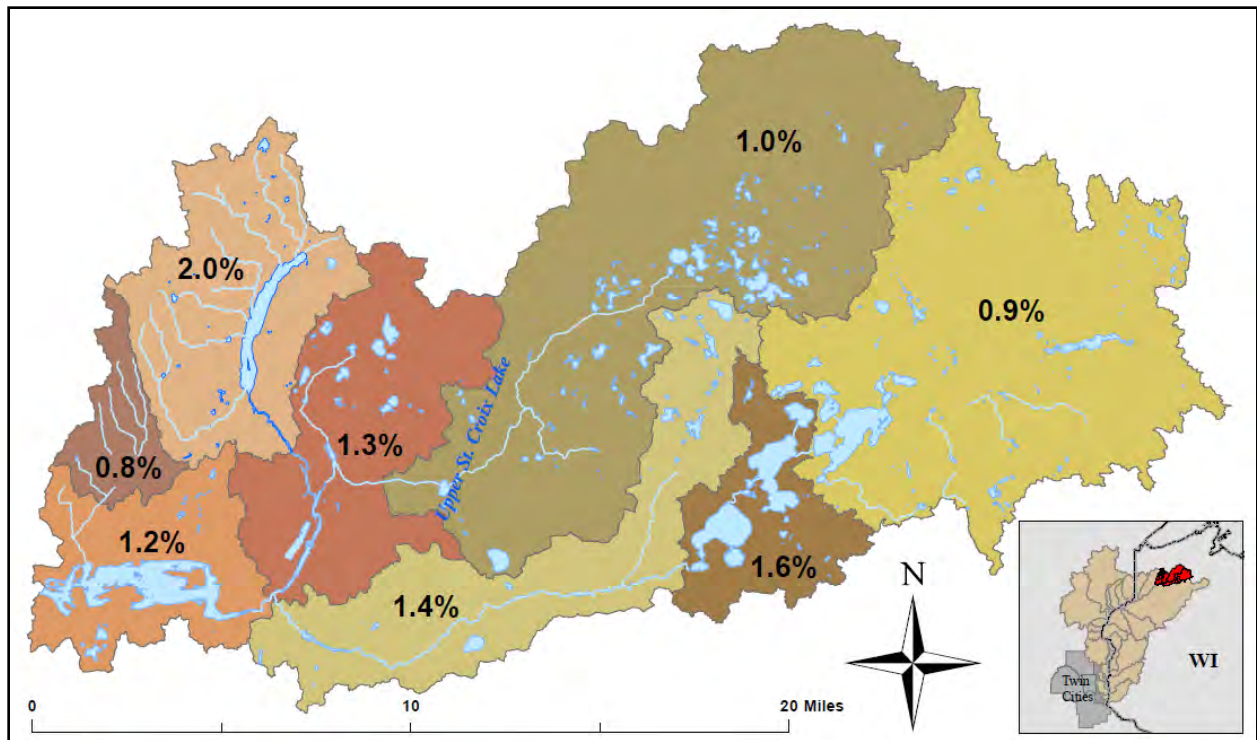 1.0%
2.0%
0.9%
Upper St. Croix Lake
1.3%
0.8%
1.2%
1.6%
1.4%
N
WI
Twin
Cities
0
10
20 Miles